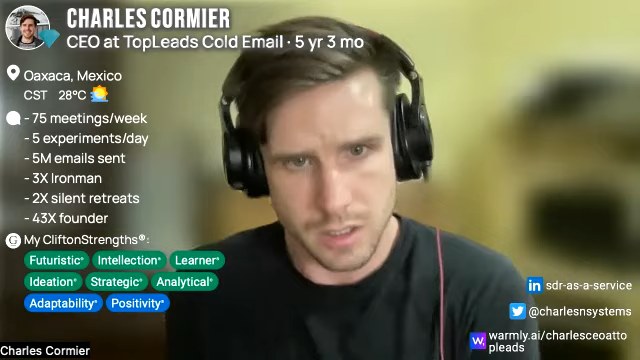 CHARLES CORMIER
CEO at TopLeads Cold Email · 5 yr 3 mo
Oaxaca, Mexico
CST 28°C
- 75 meetings/week
- 5 experiments/day
- 5M emails sent
- 3X Ironman
- 2X silent retreats
- 43X founder
G My CliftonStrengths®:
Futuristic® Intellection® Learner®
Ideation® Strategic® Analytical®
Adaptability® Positivity®
in sdr-as-a-service
@charlesnsystems
w. warmly.ai/charlesceoatto
pleads
Charles Cormier